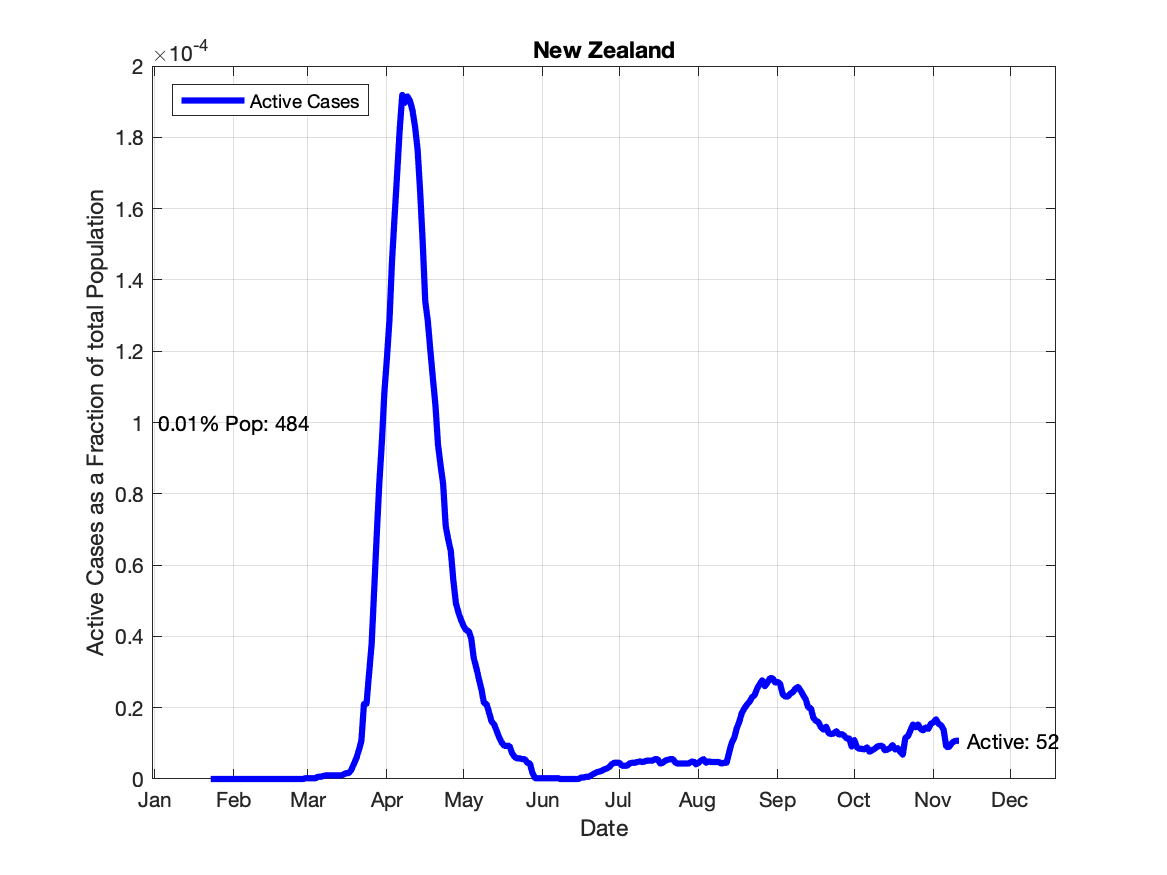 New Zealand
×10-4
Active Cases
2
1.8
1.6
1.4
1.2
1
0.8
0.6
0.4
0.2
0
0.01% Pop: 484
Active: 52
Active Cases as a Fraction of total Population
Jan Feb Mar Apr May Jun Jul Aug Sep Oct Nov Dec
Date